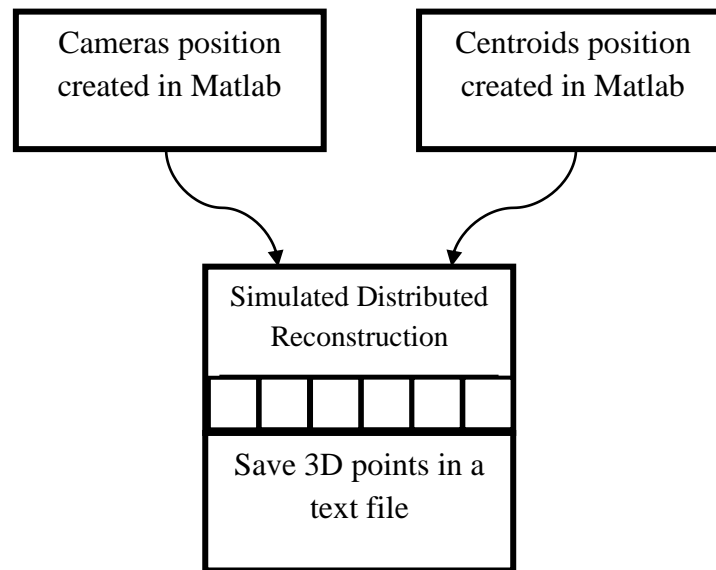 Cameras position
created in Matlab
Centroids position
created in Matlab
Simulated Distributed
Reconstruction
Save 3D points in a
text file